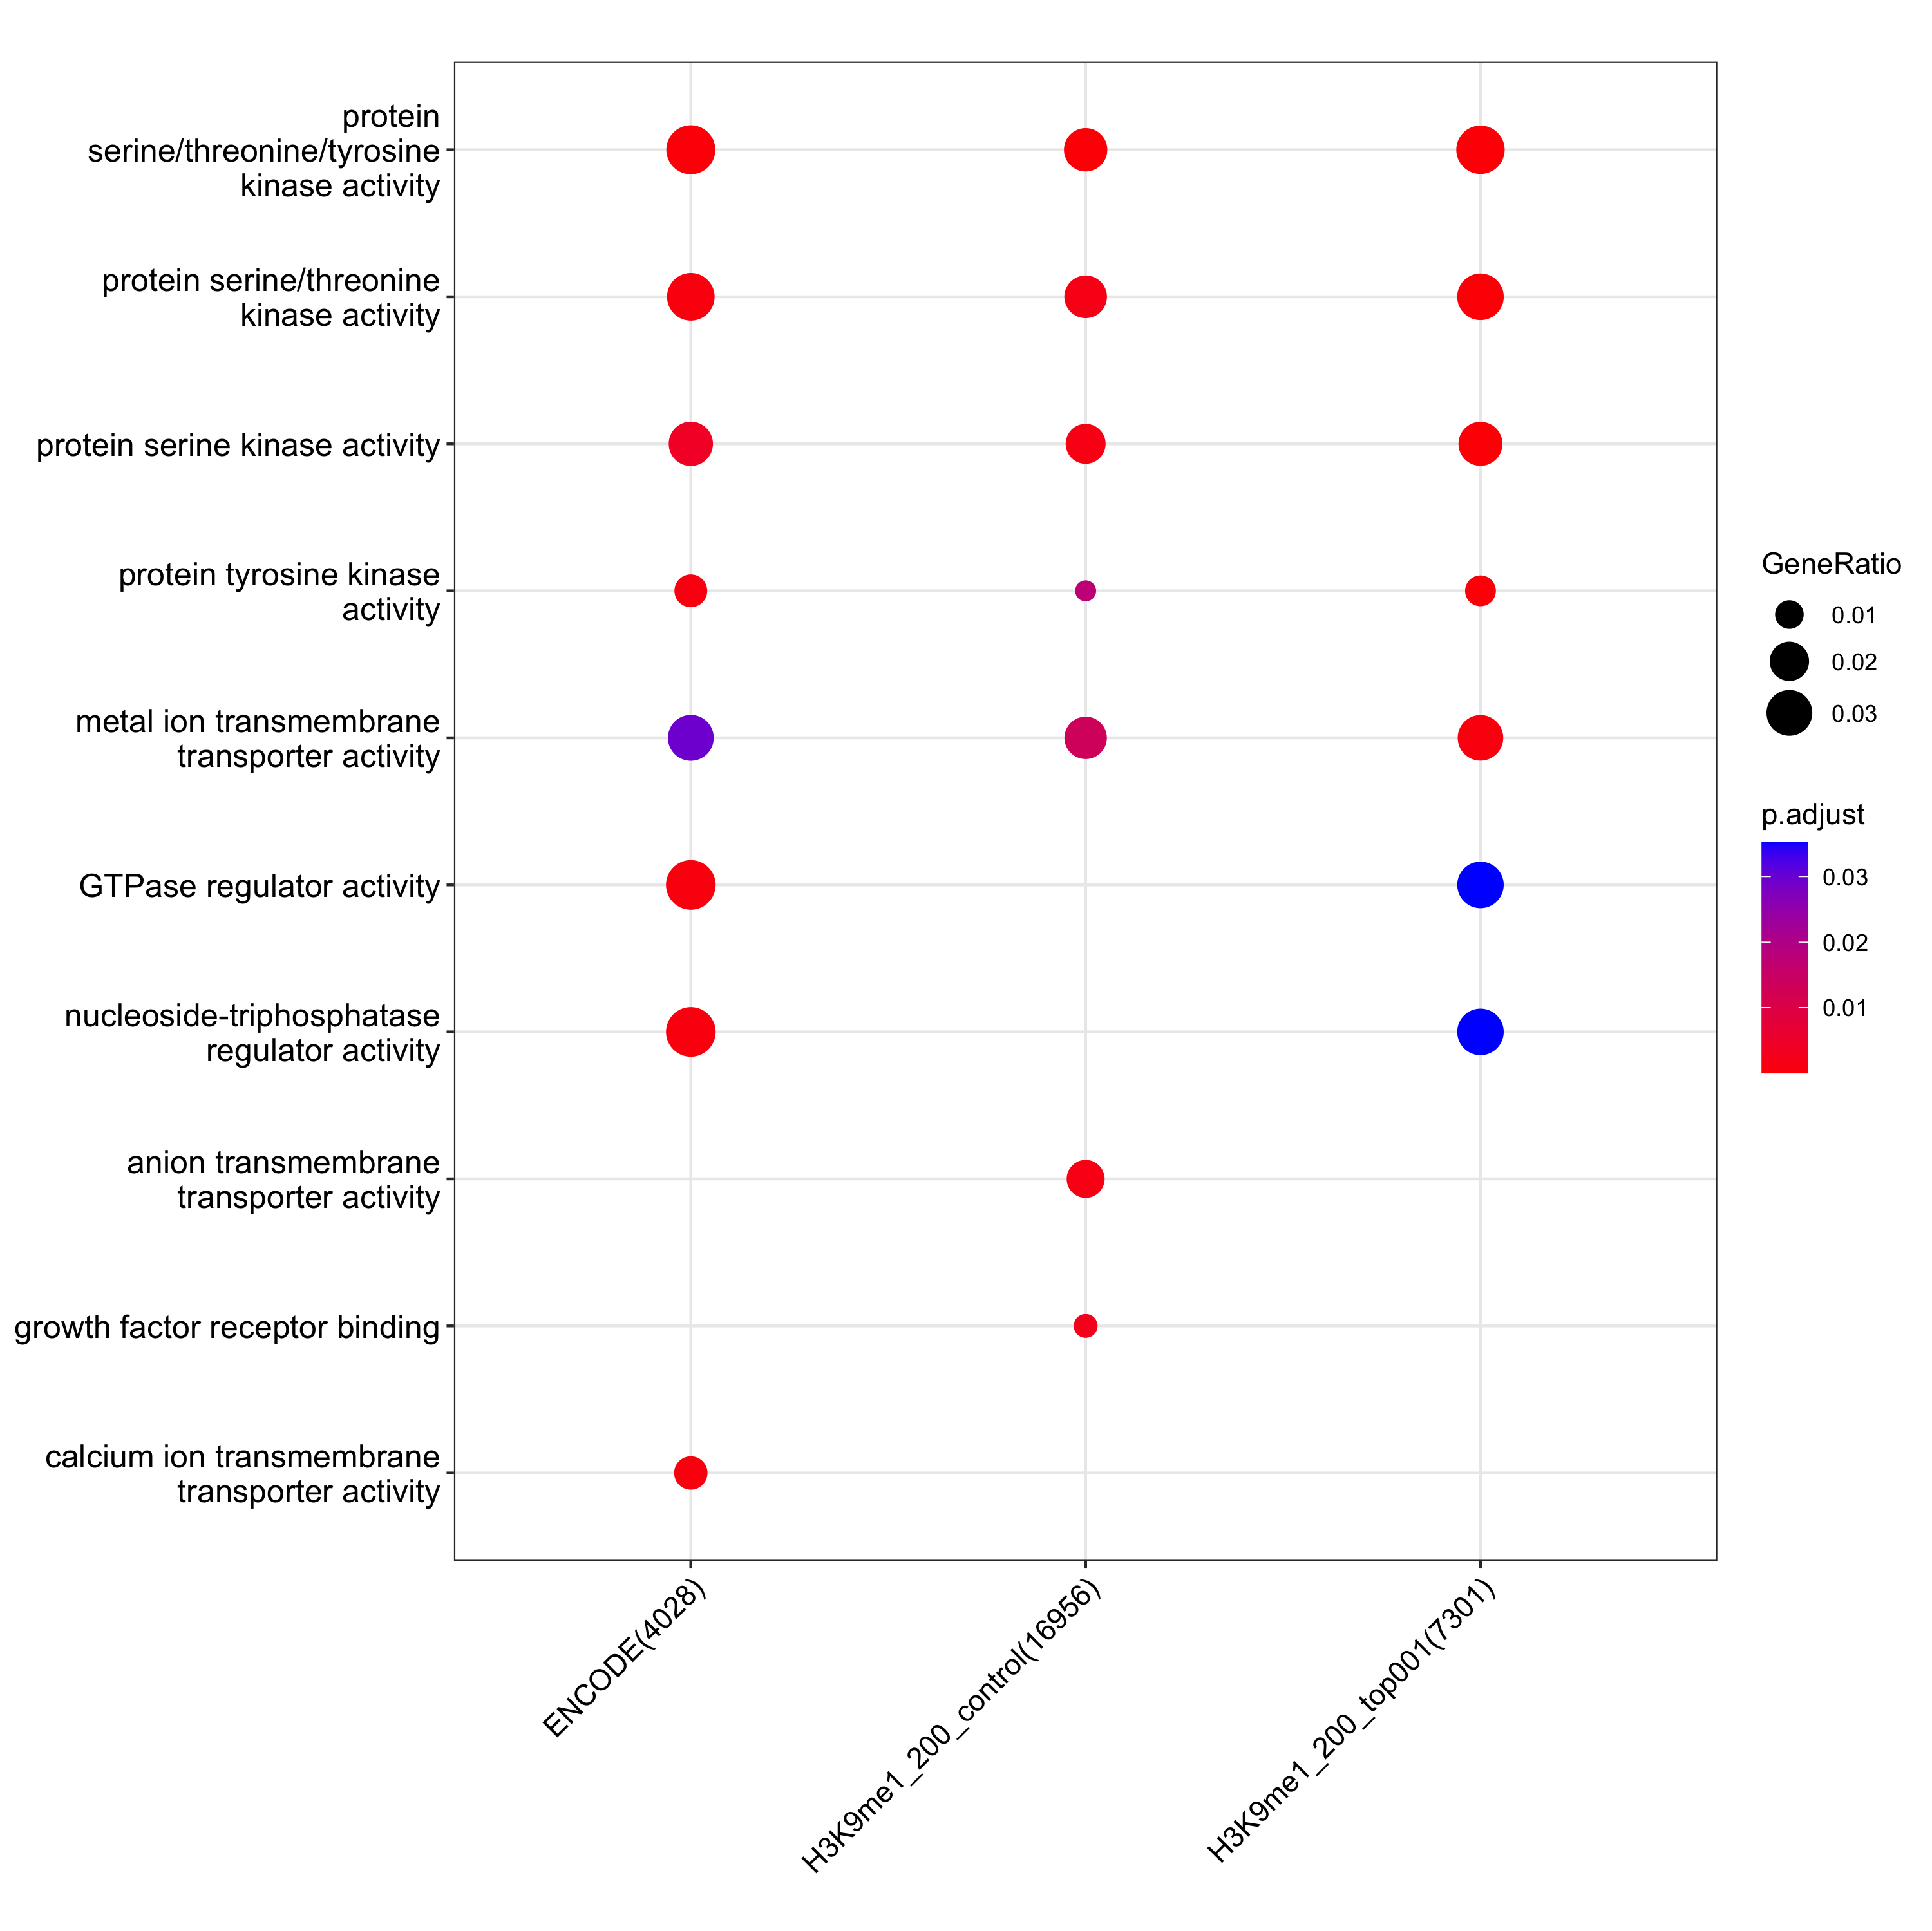 protein
serine/threonine/tyrosine
kinase activity
protein serine/threonine
kinase activity
protein serine kinase activity
protein tyrosine kinase
activity
metal ion transmembrane
transporter activity
GTPase regulator activity
nucleoside-triphosphatase
regulator activity
anion transmembrane
transporter activity
growth factor receptor binding
calcium ion transmembrane
transporter activity
ENCODE(4028)
H3K9me1_200_control(16956)
H3K9me1_200_top001(7301)
GeneRatio
0.01
0.02
0.03
p.adjust
0.03
0.02
0.01